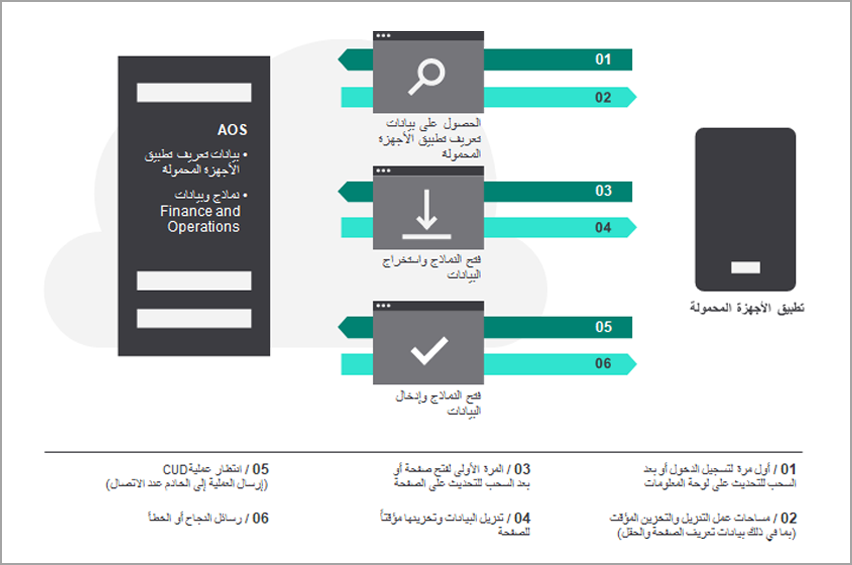 AOS
• بيانات تعريف تطبيق
الأجهزة المحمولة
• نماذج وبيانات
Finance and
Operations
01
02
الحصول على بيانات
تعريف تطبيق الأجهزة
المحمولة
03
04
فتح النماذج واستخراج
البيانات
05
06
فتح النماذج وإدخال
البيانات
تطبيق الأجهزة المحمولة
01 / أول مرة لتسجيل الدخول أو بعد
السحب للتحديث على لوحة المعلومات
02 / مساحات عمل التنزيل والتخزين المؤقت
(بما في ذلك بيانات تعريف الصفحة والحقل)
03 / المرة الأولى لفتح صفحة أو
بعد السحب للتحديث على الصفحة
04 / تنزيل البيانات وتخزينها مؤقتاً
للصفحة
05 / انتظار عملية CUD
(إرسال العملية إلى الخادم عند الاتصال)
06 / رسائل النجاح أو الخطأ